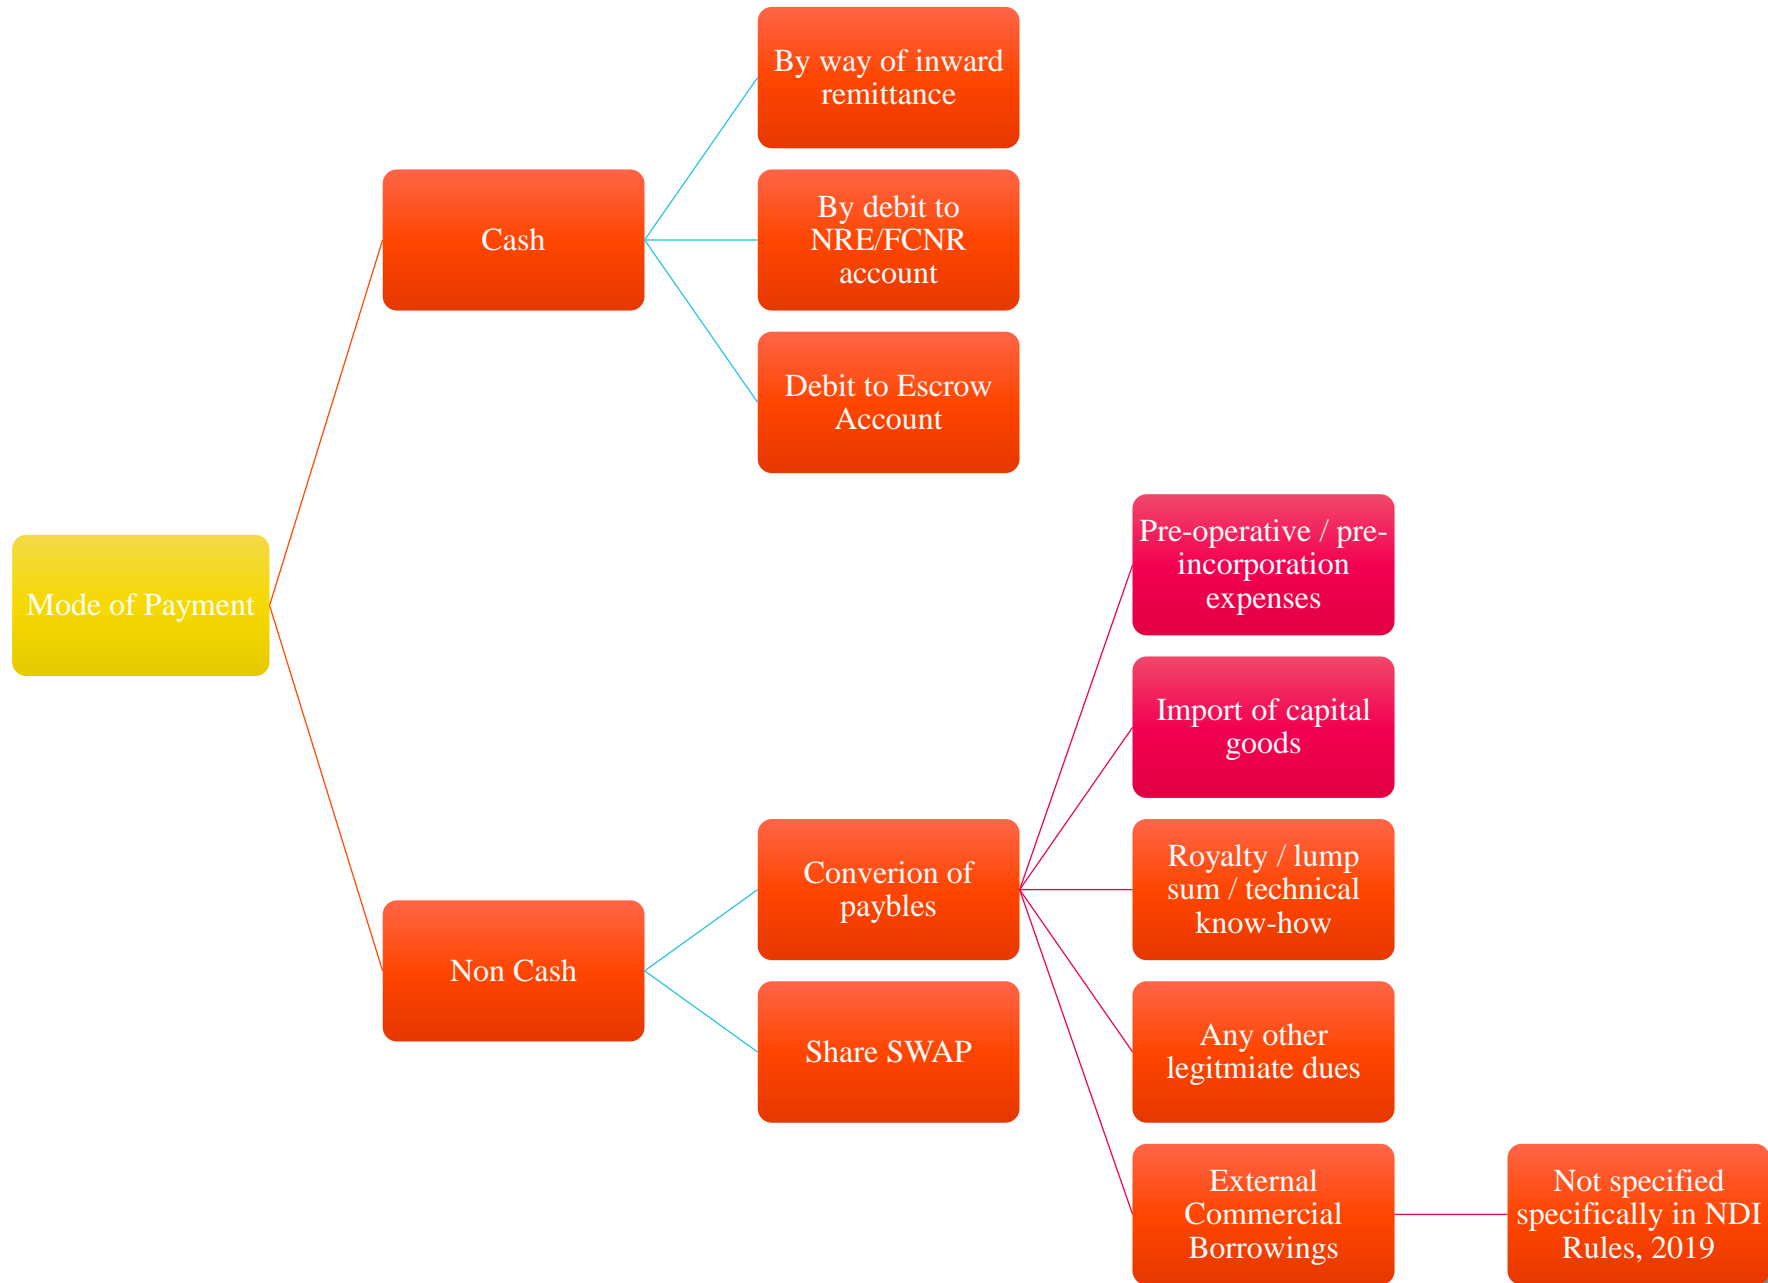 Mode of Payment
Cash
By way of inward
remittance
By debit to
NRE/FCNR
account
Debit to Escrow
Account
Non Cash
Converion of
paybles
Pre-operative / pre-
incorporation
expenses
Import of capital
goods
Royalty / lump
sum / technical
know-how
Any other
legitmiate dues
External
Commercial
Borrowings
Not specified
specifically in NDI
Rules, 2019
Share SWAP